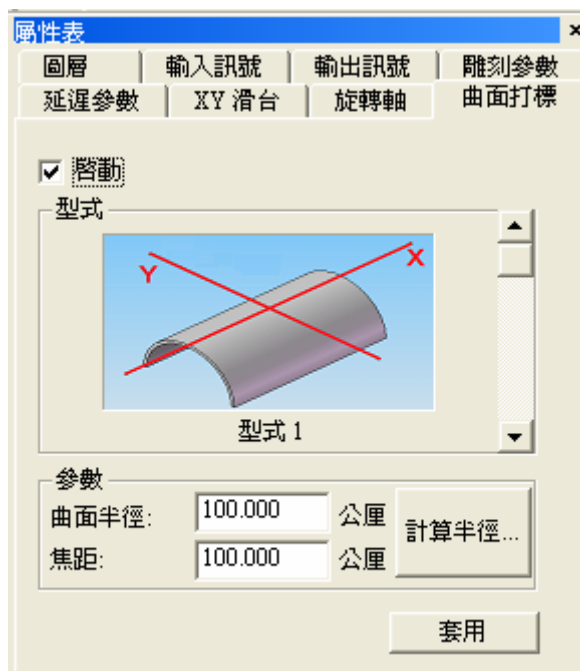 屬性表
圖層 輸入訊號 輸出訊號 雕刻參數
延遲參數 XY 滑台 旋轉軸 曲面打標
啓動
型式
Y X
型式 1
參數
曲面半徑: 100.000 公厘 計算半徑...
焦距: 100.000 公厘
套用